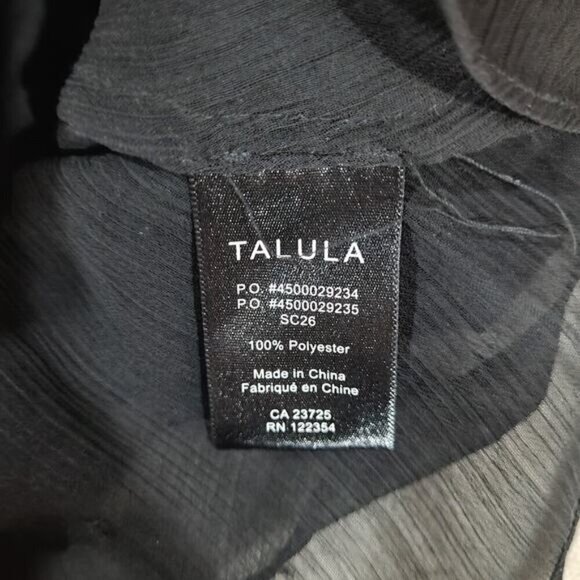 TALULA
P.O. #4500029234
P.O. #4500029235
SC26
100% Polyester
Made in China
Fabriqué en Chine
CA 23725
RN 122354